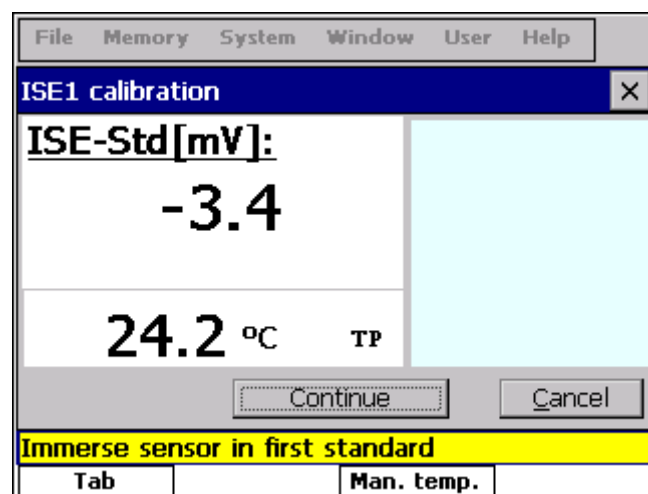 File Memory System Window User Help
ISE1 calibration
ISE-Std[mV]:
-3.4
24.2 °C TP
Continue Cancel
Immerse sensor in first standard
Tab Man. temp.